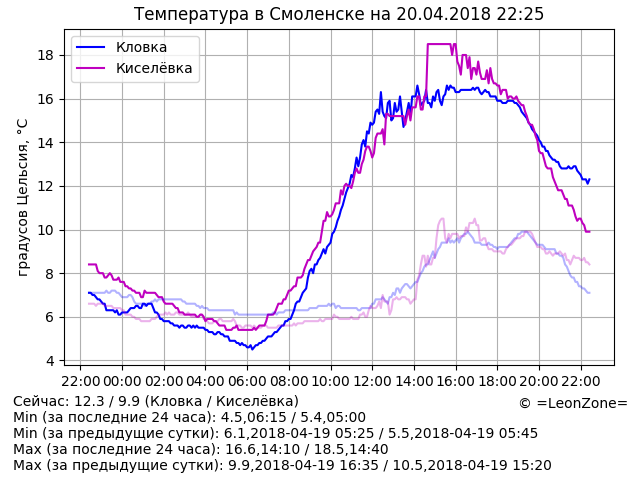 Температура в Смоленске на 20.04.2018 22:25
Кловка
Киселёвка
градусов Цельсия, °C
18
16
14
12
10
8
6
4
22:00 00:00 02:00 04:00 06:00 08:00 10:00 12:00 14:00 16:00 18:00 20:00 22:00
Сейчас: 12.3 / 9.9 (Кловка / Киселёвка)
© =LeonZone=
Min (за последние 24 часа): 4.5,06:15 / 5.4,05:00
Min (за предыдущие сутки): 6.1,2018-04-19 05:25 / 5.5,2018-04-19 05:45
Max (за последние 24 часа): 16.6,14:10 / 18.5,14:40
Max (за предыдущие сутки): 9.9,2018-04-19 16:35 / 10.5,2018-04-19 15:20